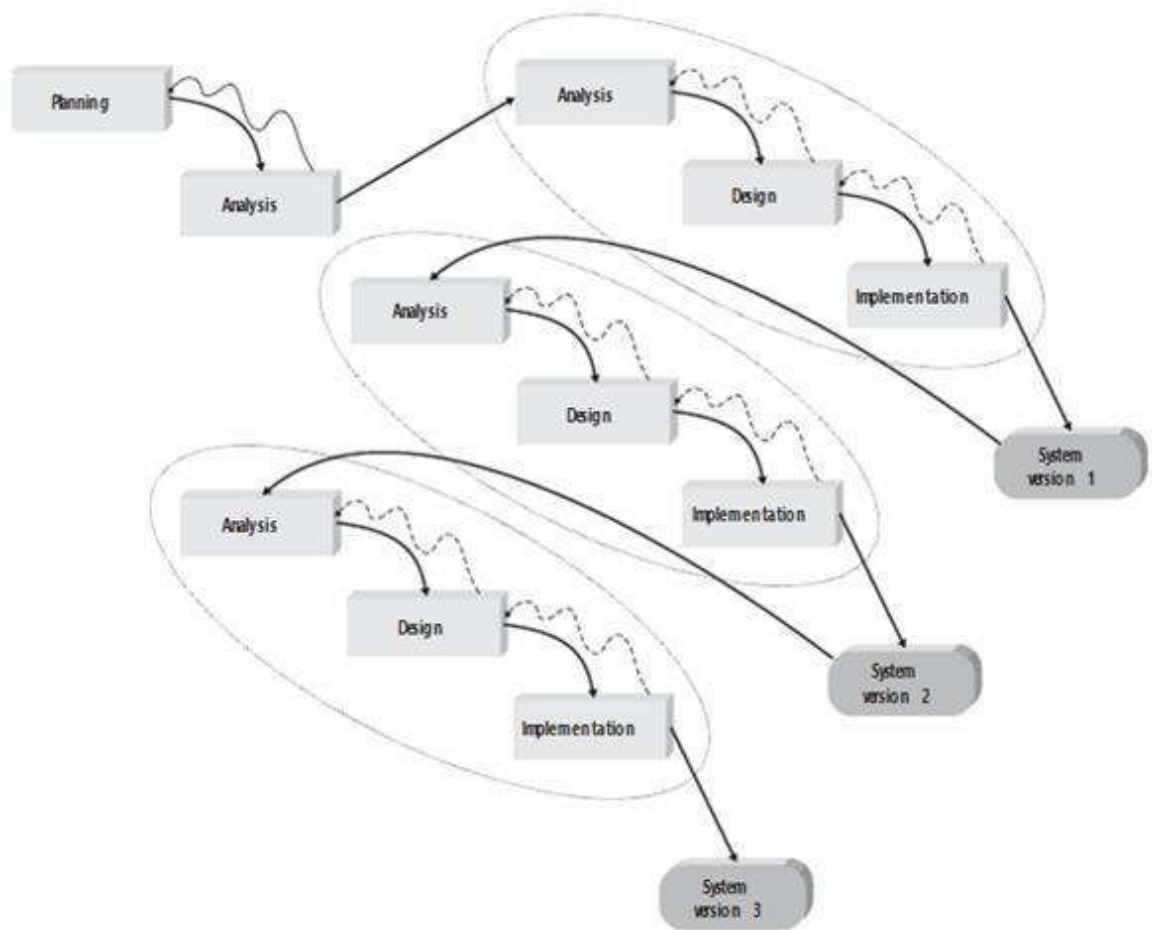 Planning
Analysis
Analysis
Design
Implementation
Analysis
Design
Implementation
System
version 1
Analysis
Design
Implementation
System
version 2
System
version 3